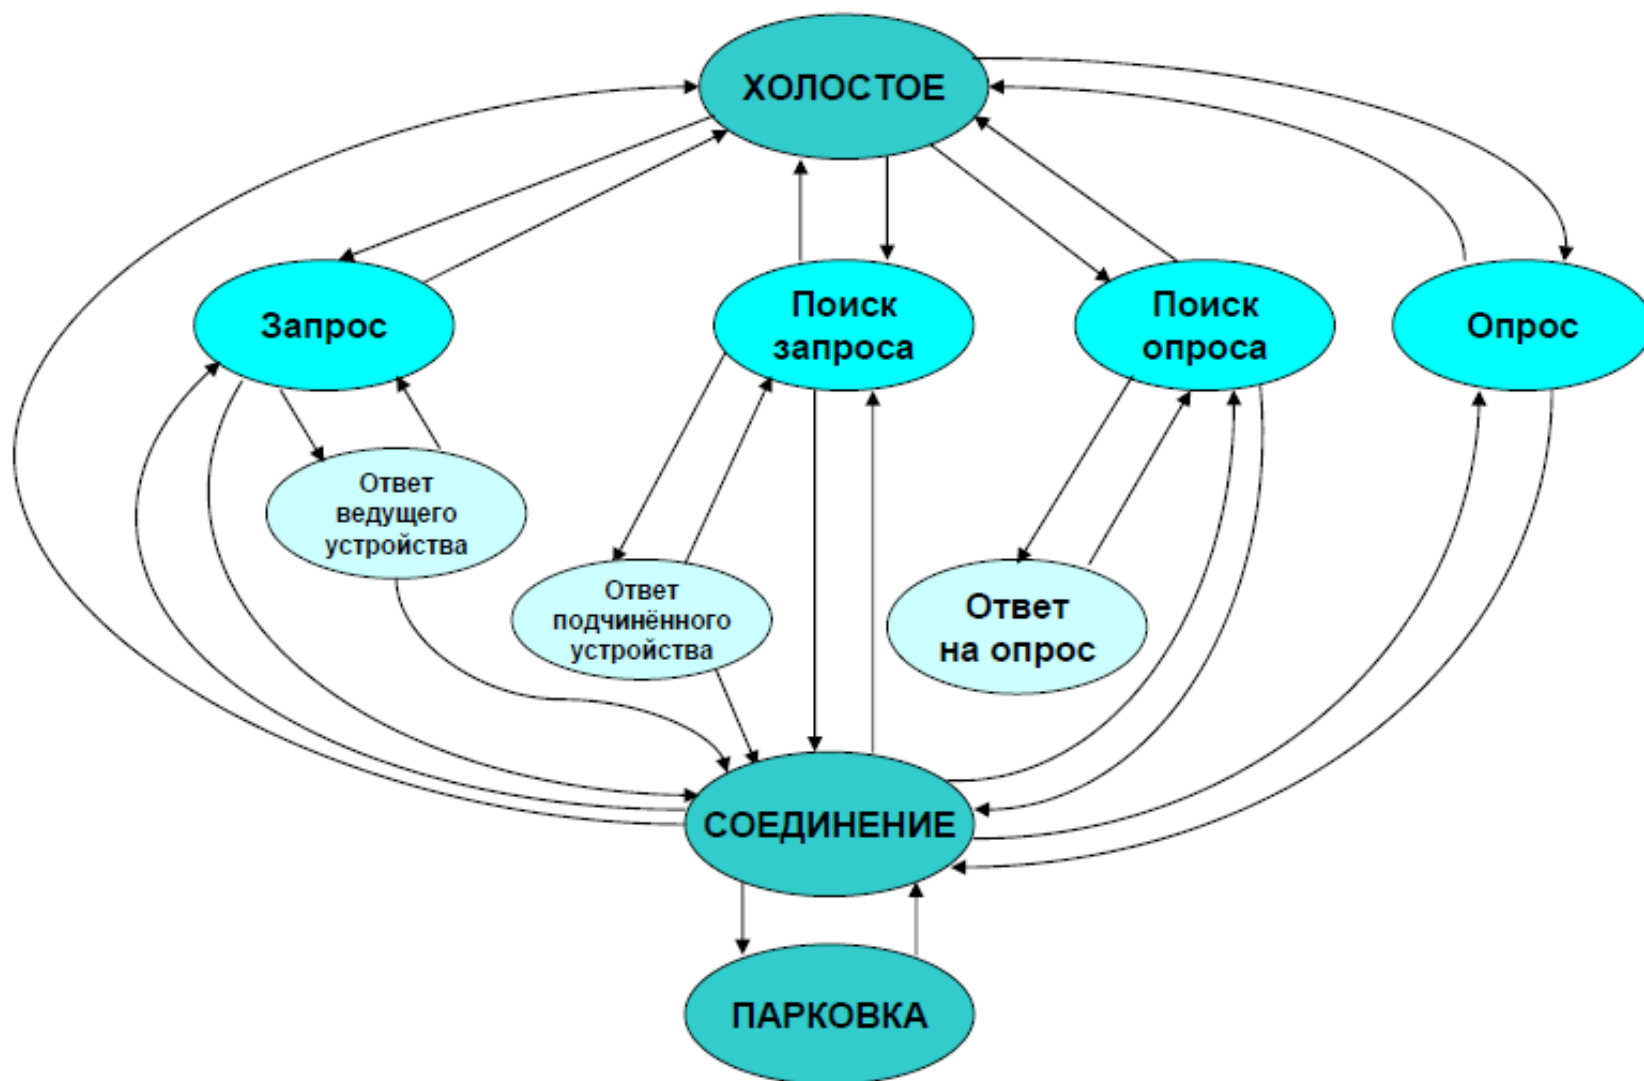 ХОЛОСТОЕ
Запрос
Поиск
запроса
Поиск
опроса
Опрос
Ответ
ведущего
устройства
Ответ
подчинённого
устройства
Ответ
на опрос
СОЕДИНЕНИЕ
ПАРКОВКА